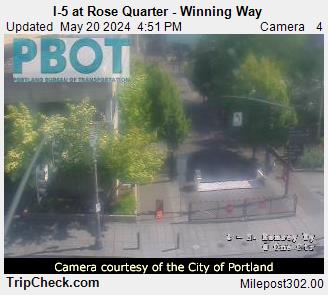 I-5 at Rose Quarter - Winning Way
Updated May 20 2024 4:51 PM Camera 4
PBOT
PORTLAND BUREAU OF TRANSPORTATION
Camera courtesy of the City of Portland
TripCheck.com Milepost302.00